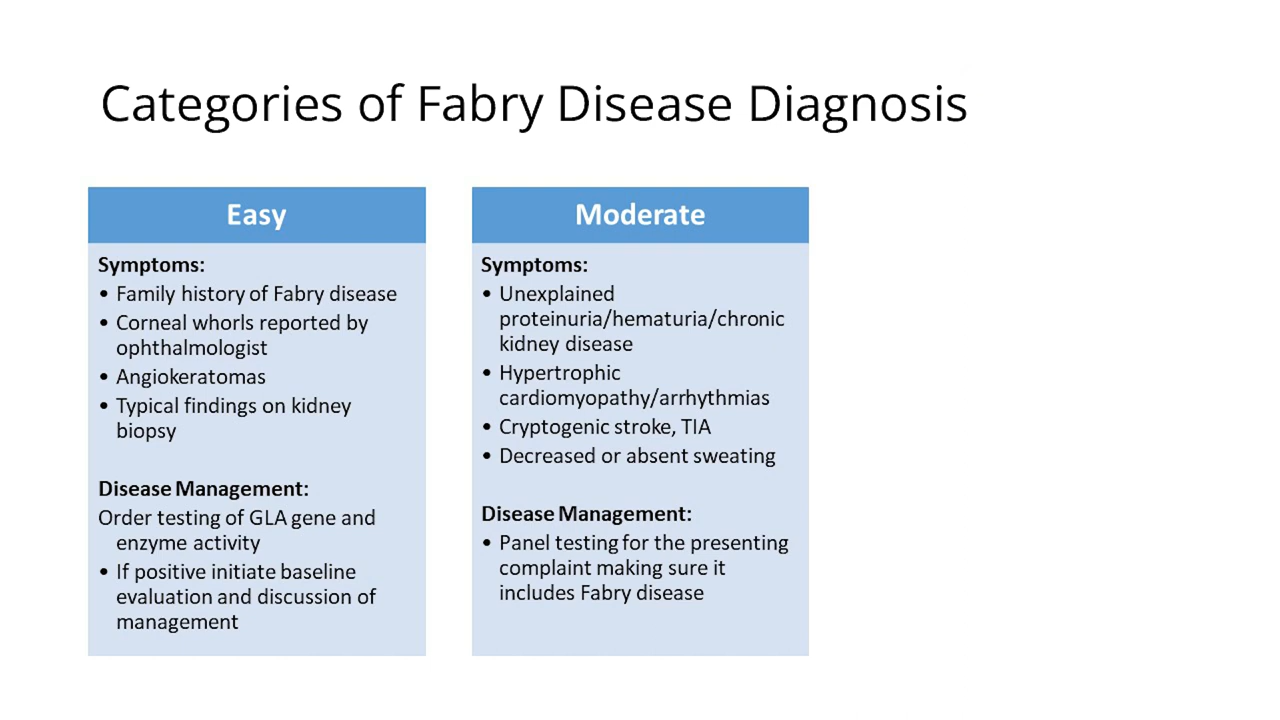 Categories of Fabry Disease Diagnosis
Easy
Symptoms:
• Family history of Fabry disease
• Corneal whorls reported by
ophthalmologist
• Angiokeratomas
• Typical findings on kidney
biopsy
Disease Management:
Order testing of GLA gene and
enzyme activity
• If positive initiate baseline
evaluation and discussion of
management
Moderate
Symptoms:
• Unexplained
proteinuria/hematuria/chronic
kidney disease
• Hypertrophic
cardiomyopathy/arrhythmias
• Cryptogenic stroke, TIA
• Decreased or absent sweating
Disease Management:
• Panel testing for the presenting
complaint making sure it
includes Fabry disease